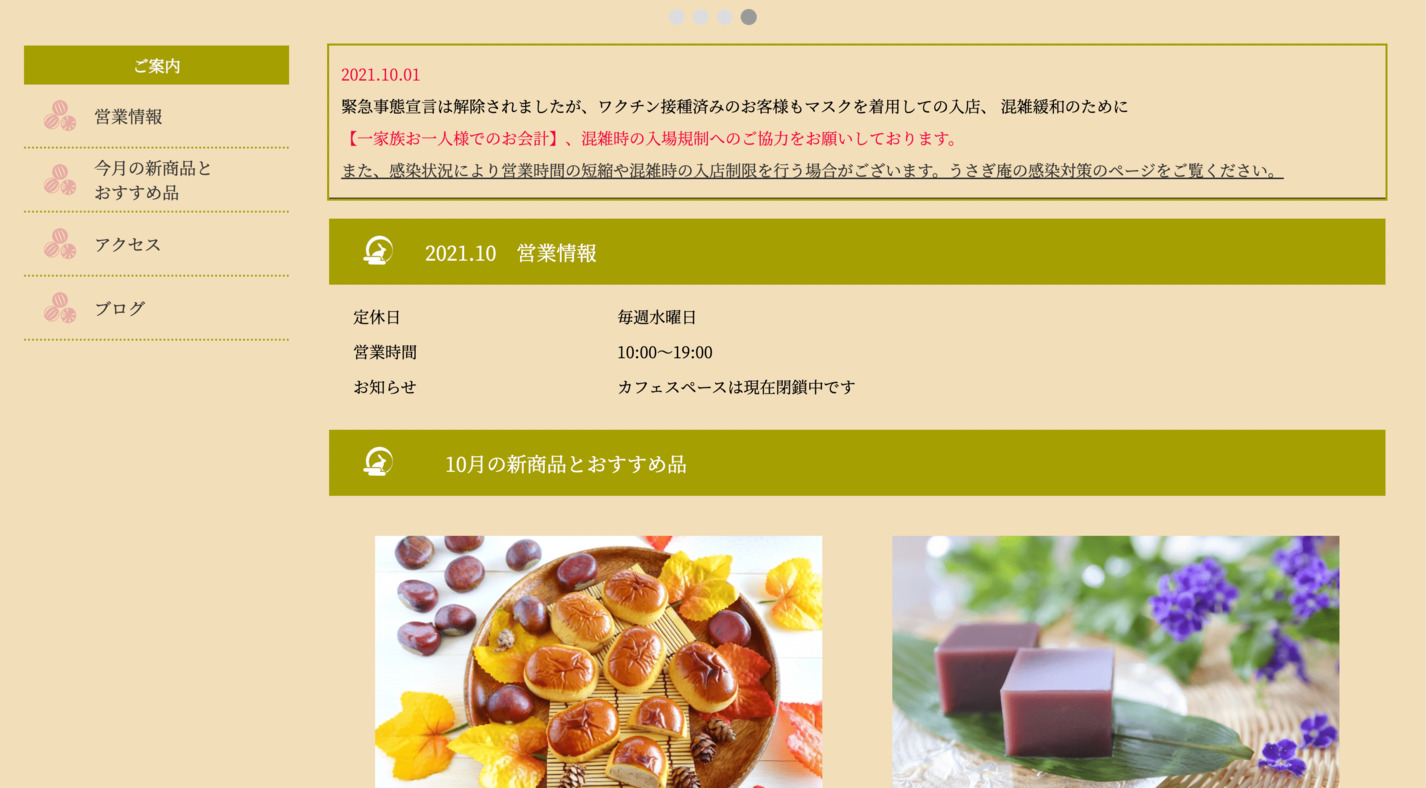 ご案内
営業情報
今月の新商品と
おすすめ品
アクセス
ブログ
2021.10.01
緊急事態宣言は解除されましたが、ワクチン接種済みのお客様もマスクを着用しての入店、 混雑緩和のために
【一家族お一人様でのお会計】、混雑時の入場規制へのご協力をお願いしております。
また、感染状況により営業時間の短縮や混雑時の入店制限を行う場合がございます。うさぎ庵の感染対策のページをご覧ください。
2021.10　営業情報
定休日　毎週水曜日
営業時間　10:00〜19:00
お知らせ　カフェスペースは現在閉鎖中です
10月の新商品とおすすめ品